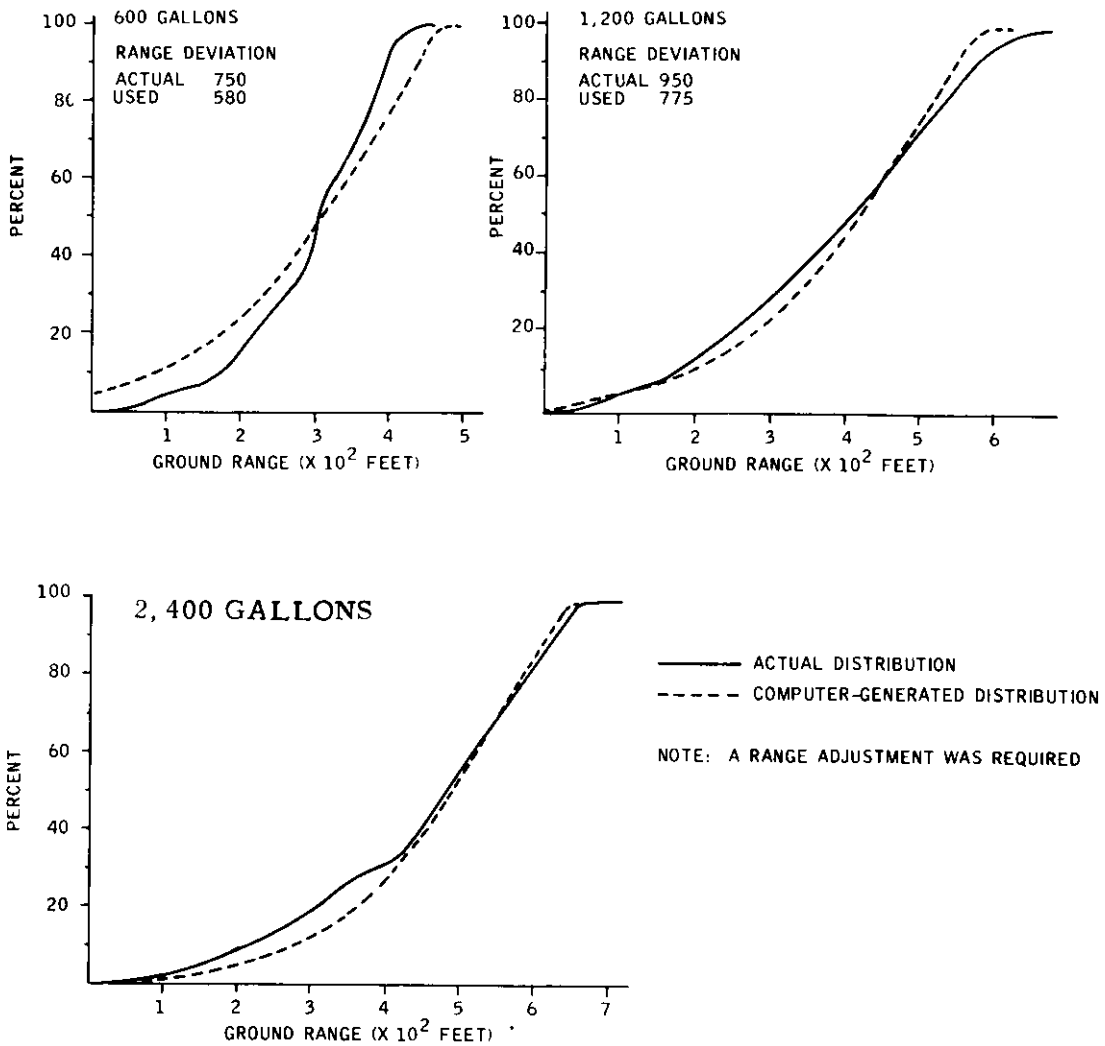 600 GALLONS
RANGE DEVIATION
ACTUAL 750
USED 580
100
80
60
40
20
PERCENT
1 2 3 4 5
GROUND RANGE (X 10² FEET)
1,200 GALLONS
RANGE DEVIATION
ACTUAL 950
USED 775
100
80
60
40
20
PERCENT
1 2 3 4 5 6
GROUND RANGE (X 10² FEET)
2,400 GALLONS
100
80
60
40
20
PERCENT
1 2 3 4 5 6 7
GROUND RANGE (X 10² FEET)
ACTUAL DISTRIBUTION
COMPUTER-GENERATED DISTRIBUTION
NOTE: A RANGE ADJUSTMENT WAS REQUIRED